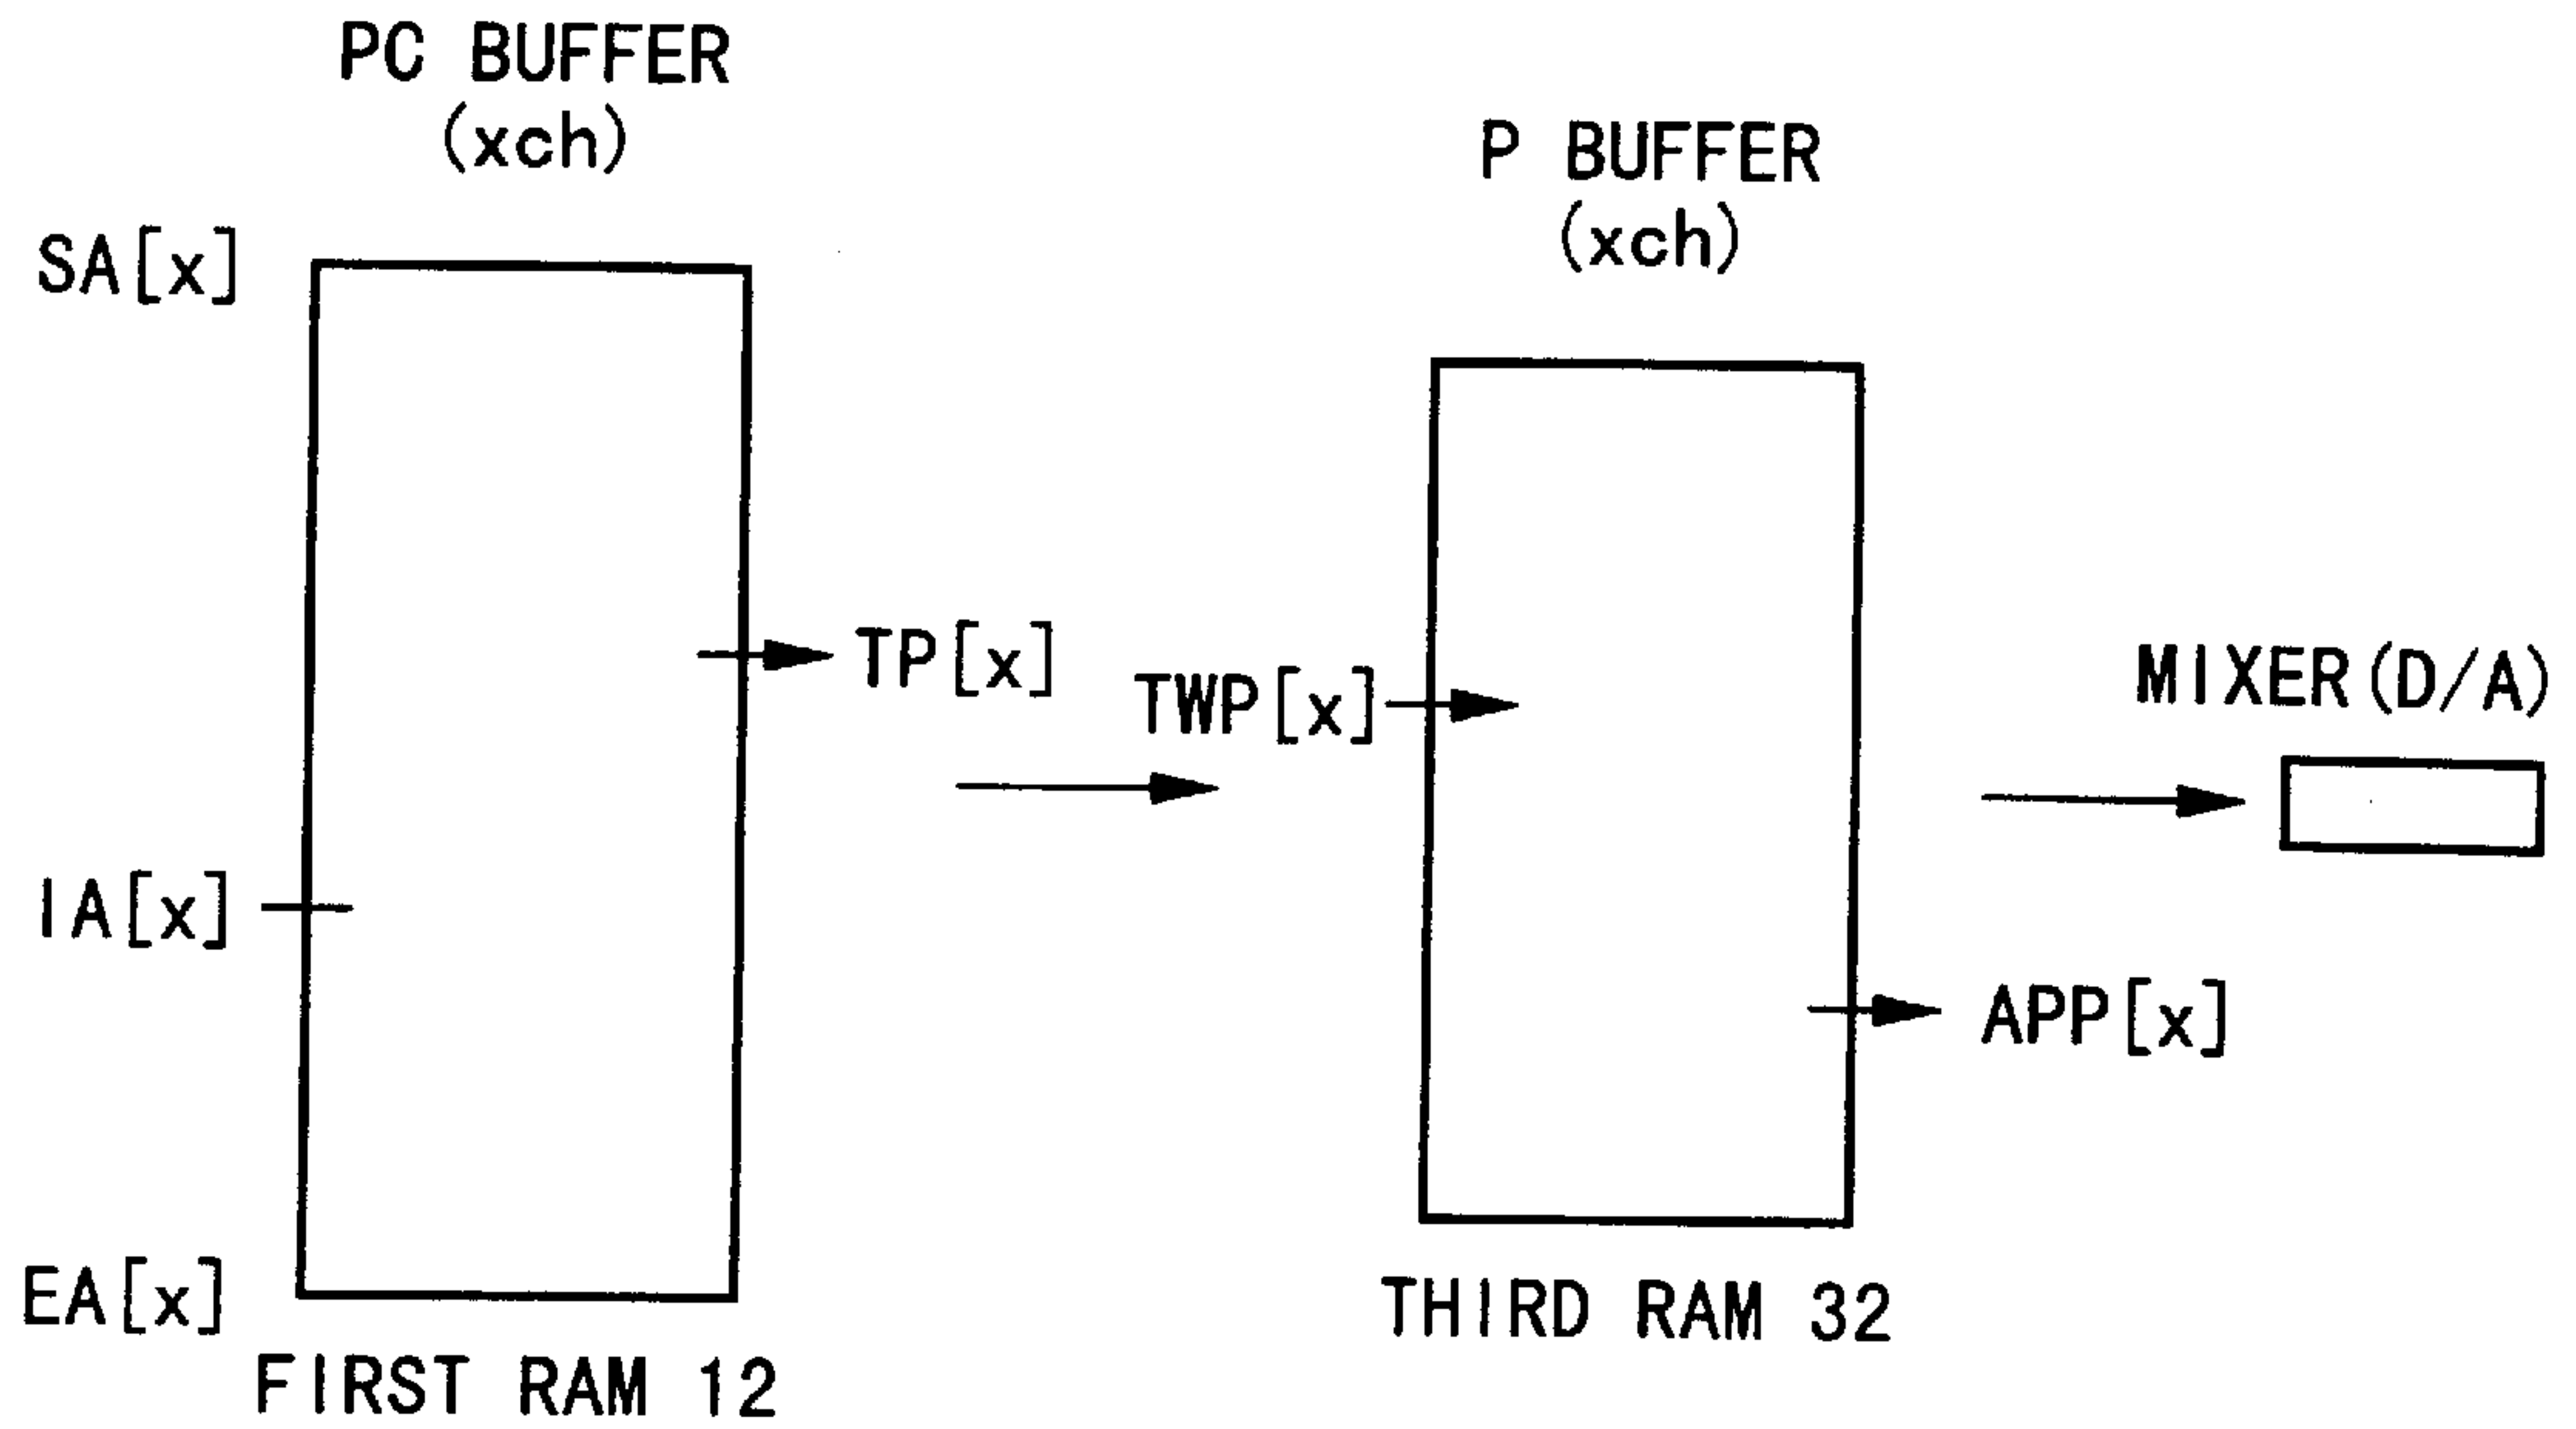 PC BUFFER
(xch)
P BUFFER
(xch)
SA[x]
TP[x]
TWP[x]
MIXER(D/A)
IA[x]
APP[x]
EA[x]
THIRD RAM 32
FIRST RAM 12